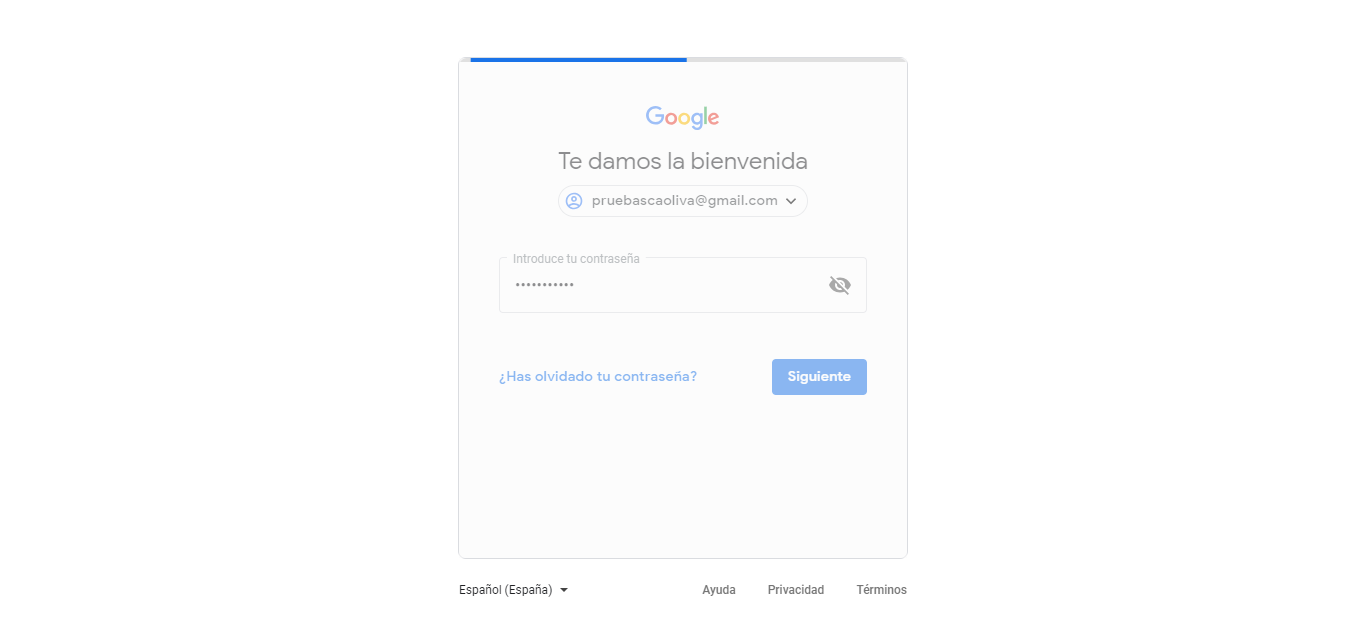 Google
Te damos la bienvenida
pruebascaoliva@gmail.com
Introduce tu contraseña
•••••••••••
¿Has olvidado tu contraseña? Siguiente
Español (España) Ayuda Privacidad Términos